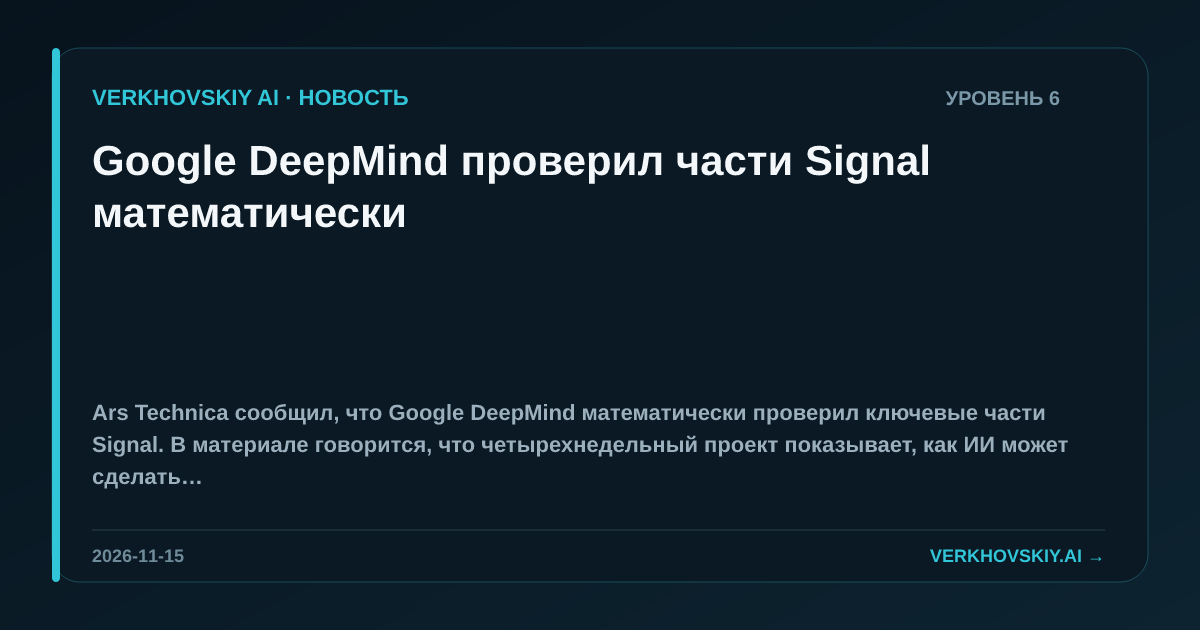 VERKHOVSKIY AI · НОВОСТЬ
УРОВЕНЬ 6
Google DeepMind проверил части Signal
математически
Ars Technica сообщил, что Google DeepMind математически проверил ключевые части
Signal. В материале говорится, что четырехнедельный проект показывает, как ИИ может
сделать…
2026-11-15
VERKHOVSKIY.AI →